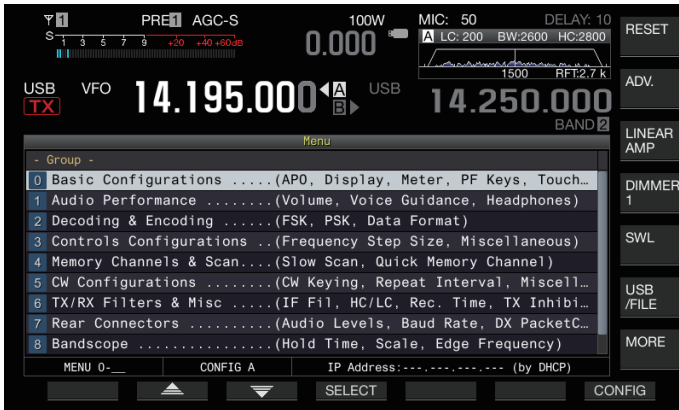 1 PRE1 AGC-S 100W MIC: 50 DELAY: 10
S 1 3 5 7 9 +20 +40 +60dB 0.000 A LC: 200 BW:2600 HC:2800
1500 RFT:2.7 k
USB VFO 14.195.000 A USB 14.250.000
TX B BAND 2
Menu
- Group -
0 Basic Configurations .....(APO, Display, Meter, PF Keys, Touch…
1 Audio Performance ........(Volume, Voice Guidance, Headphones)
2 Decoding & Encoding ......(FSK, PSK, Data Format)
3 Controls Configurations ..(Frequency Step Size, Miscellaneous)
4 Memory Channels & Scan....(Slow Scan, Quick Memory Channel)
5 CW Configurations ........(CW Keying, Repeat Interval, Miscell…
6 TX/RX Filters & Misc .....(IF Fil, HC/LC, Rec. Time, TX Inhibi…
7 Rear Connectors ..........(Audio Levels, Baud Rate, DX PacketC…
8 Bandscope ................(Hold Time, Scale, Edge Frequency)
MENU 0-__ CONFIG A IP Address:---.---.---.--- (by DHCP)
SELECT CONFIG
RESET
ADV.
LINEAR
AMP
DIMMER
1
SWL
USB
/FILE
MORE